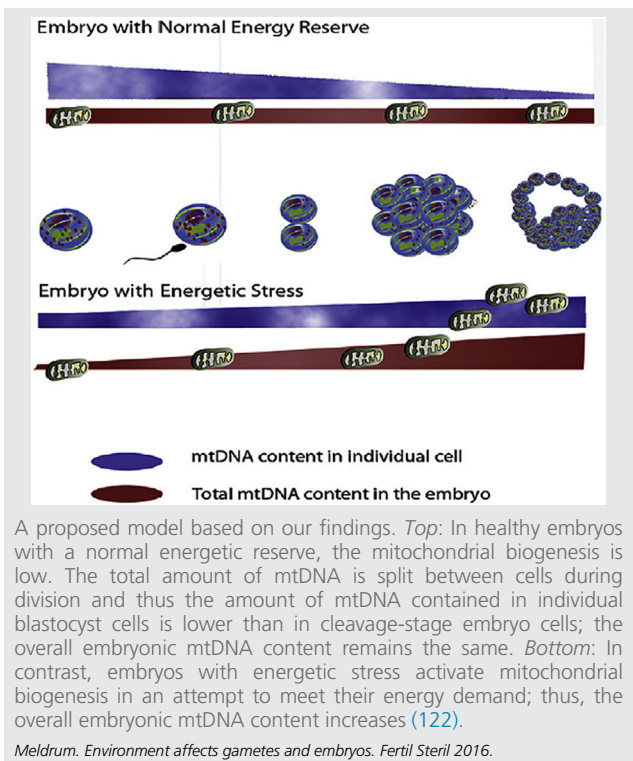 Embryo with Normal Energy Reserve
Embryo with Energetic Stress
mtDNA content in individual cell
Total mtDNA content in the embryo
A proposed model based on our findings. Top: In healthy embryos
with a normal energetic reserve, the mitochondrial biogenesis is
low. The total amount of mtDNA is split between cells during
division and thus the amount of mtDNA contained in individual
blastocyst cells is lower than in cleavage-stage embryo cells; the
overall embryonic mtDNA content remains the same. Bottom: In
contrast, embryos with energetic stress activate mitochondrial
biogenesis in an attempt to meet their energy demand; thus, the
overall embryonic mtDNA content increases (122).
Meldrum. Environment affects gametes and embryos. Fertil Steril 2016.